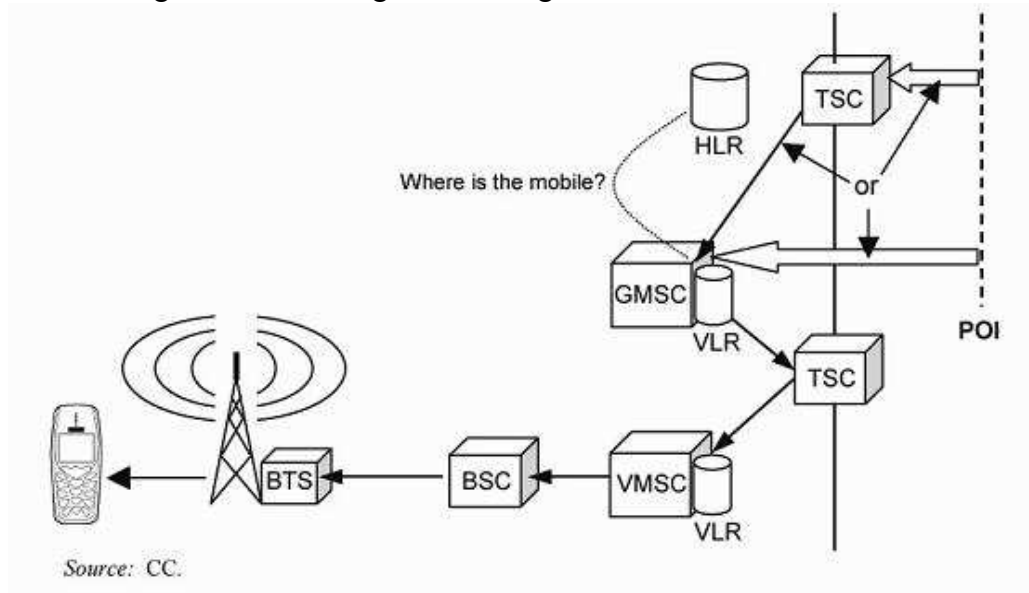 TSC
HLR
Where is the mobile?
or
GMSC
VLR
POI
TSC
BTS
BSC
VMSC
VLR
Source: CC.